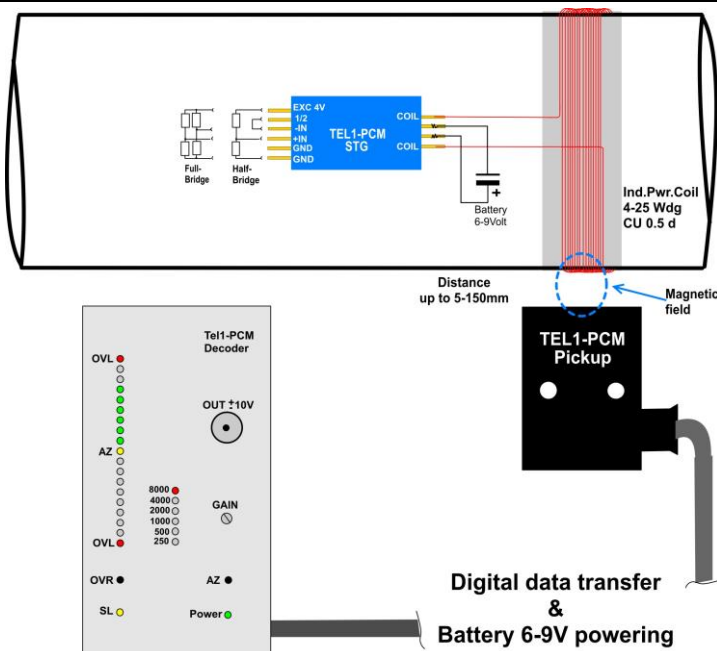 EXC 4V
1/2
-IN
+IN
GND
GND
TEL1-PCM
STG
COIL
COIL
Full-
Bridge
Half-
Bridge
+
Battery
6-9Volt
Ind.Pwr.Coil
4-25 Wdg
CU 0.5 d
Distance
up to 5-150mm
Magnetic
field
TEL1-PCM
Pickup
Tel1-PCM
Decoder
OVL
OUT ±10V
AZ
8000
4000
2000
1000
500
250
GAIN
OVL
OVR
AZ
SL
Power
Digital data transfer
&
Battery 6-9V powering